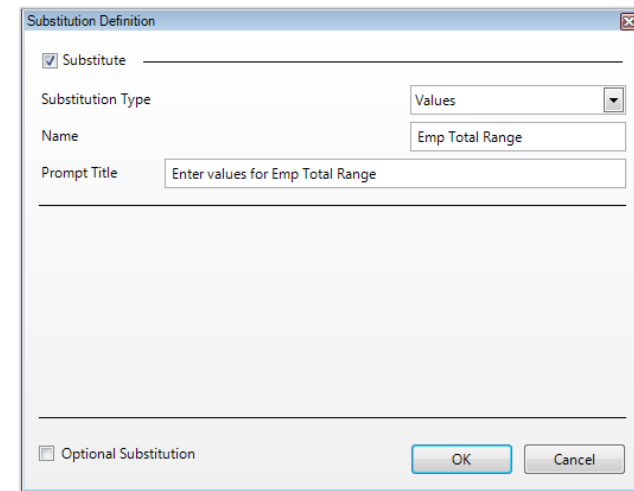 Substitution Definition
Substitute
Substitution Type Values
Name Emp Total Range
Prompt Title Enter values for Emp Total Range
Optional Substitution OK Cancel